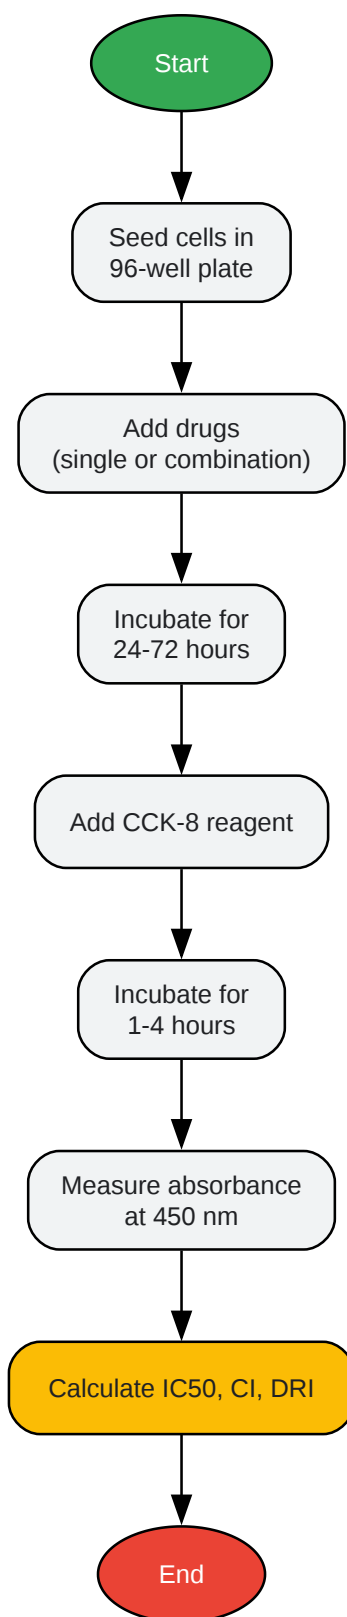 Start
Seed cells in
96-well plate
Add drugs
(single or combination)
Incubate for
24-72 hours
Add CCK-8 reagent
Incubate for
1-4 hours
Measure absorbance
at 450 nm
Calculate IC50, CI, DRI
End